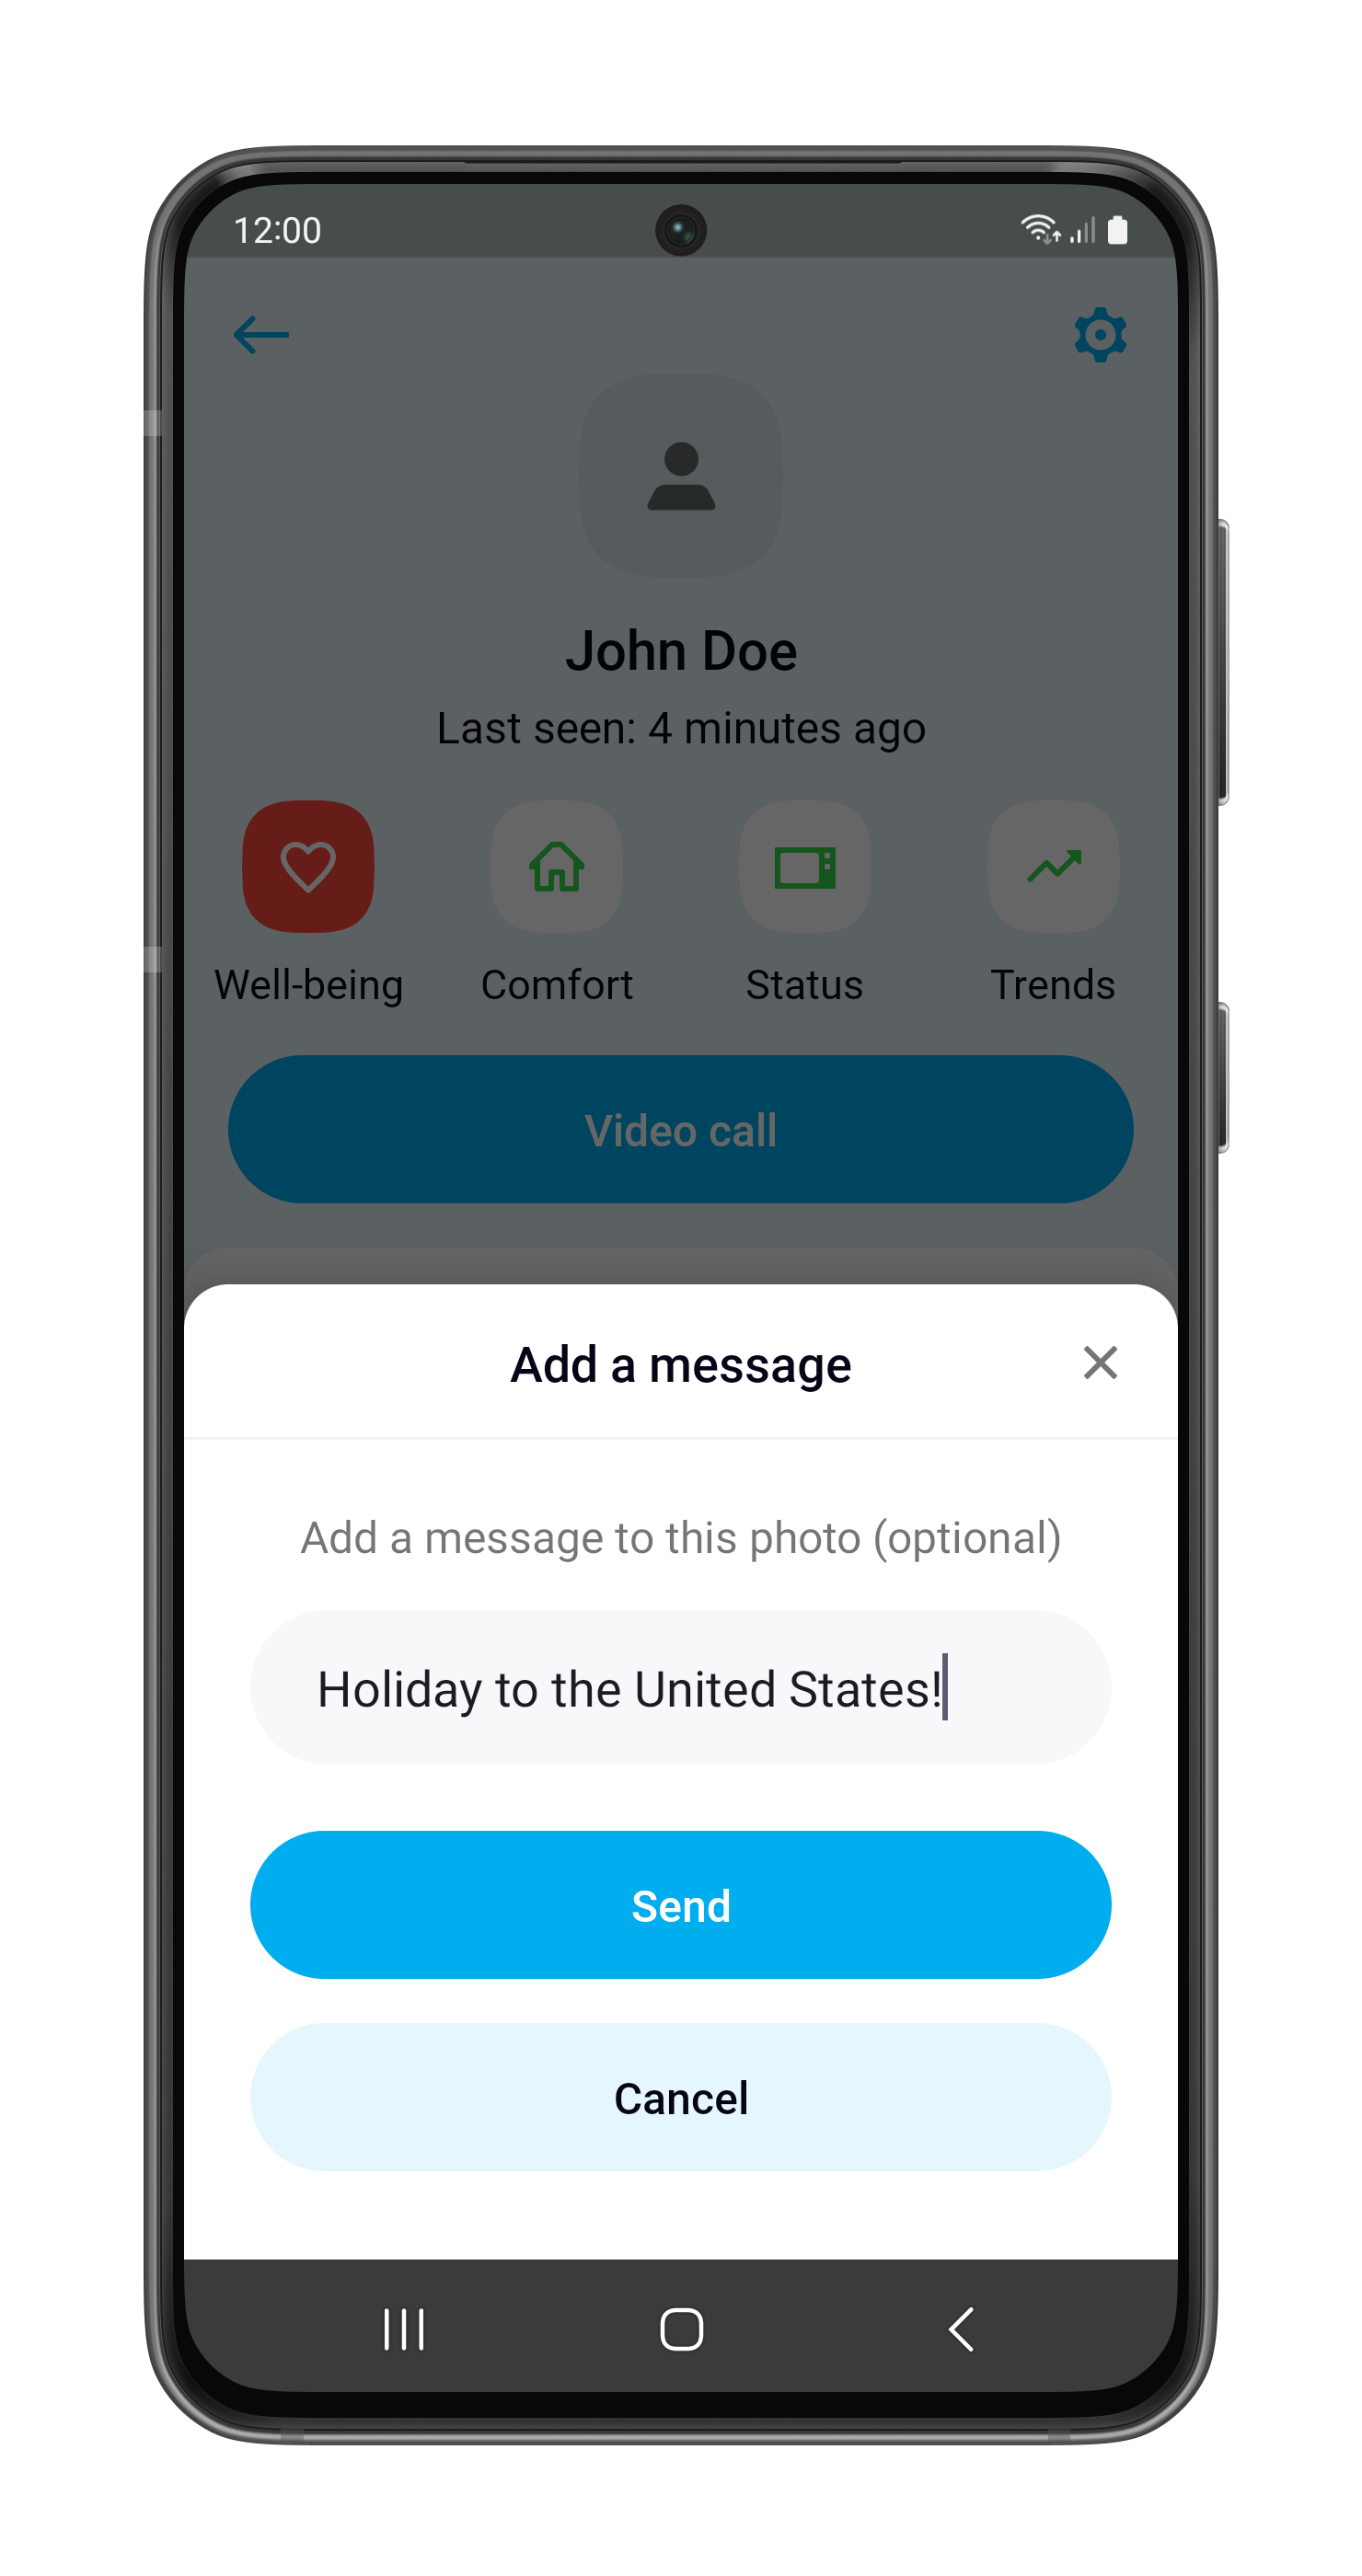 12:00
John Doe
Last seen: 4 minutes ago
Well-being Comfort Status Trends
Video call
Add a message
Add a message to this photo (optional)
Holiday to the United States!
Send
Cancel